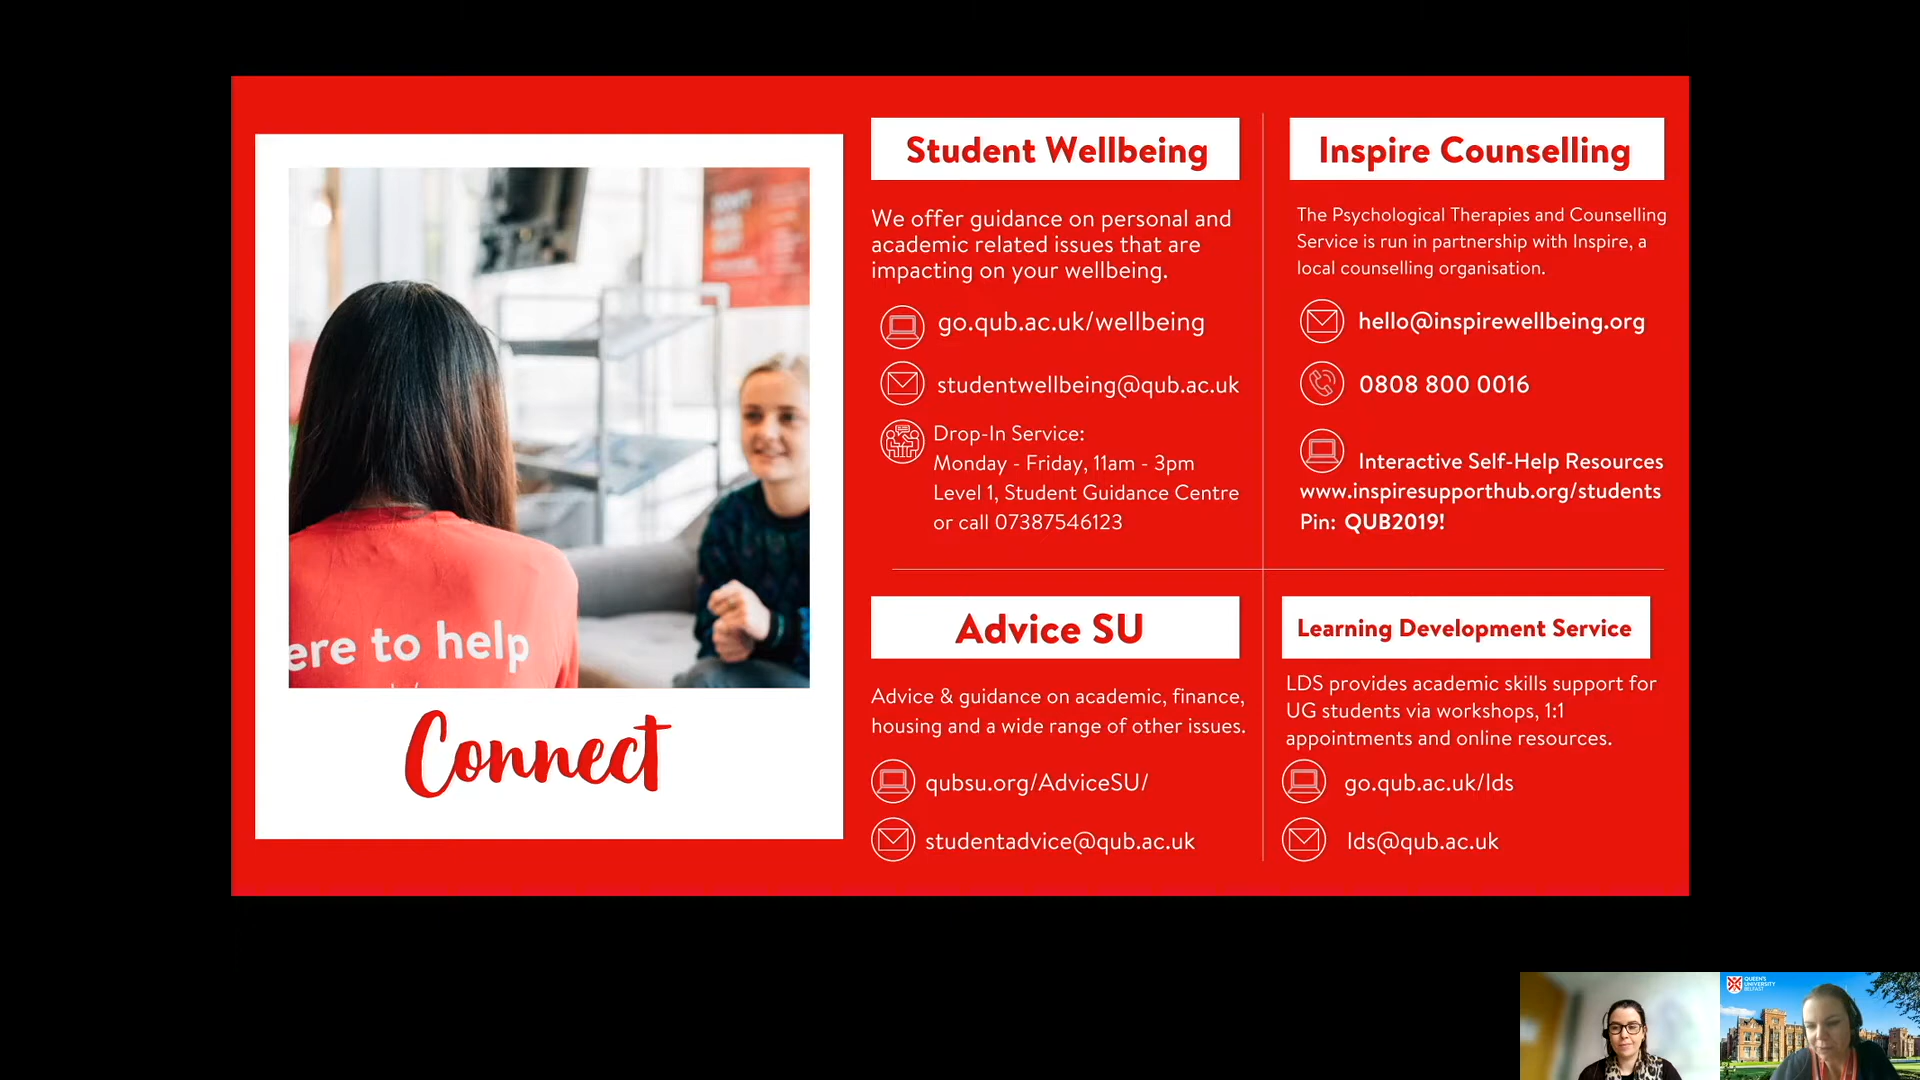 Student Wellbeing
We offer guidance on personal and
academic related issues that are
impacting on your wellbeing.
go.qub.ac.uk/wellbeing
studentwellbeing@qub.ac.uk
Drop-In Service:
Monday - Friday, 11am - 3pm
Level 1, Student Guidance Centre
or call 07387546123
Inspire Counselling
The Psychological Therapies and Counselling
Service is run in partnership with Inspire, a
local counselling organisation.
hello@inspirewellbeing.org
0808 800 0016
Interactive Self-Help Resources
www.inspiresupporthub.org/students
Pin: QUB2019!
ere to help
Connect
Advice SU
Advice & guidance on academic, finance,
housing and a wide range of other issues.
qubsu.org/AdviceSU/
studentadvice@qub.ac.uk
Learning Development Service
LDS provides academic skills support for
UG students via workshops, 1:1
appointments and online resources.
go.qub.ac.uk/lds
lds@qub.ac.uk
QUEEN'S
UNIVERSITY
BELFAST